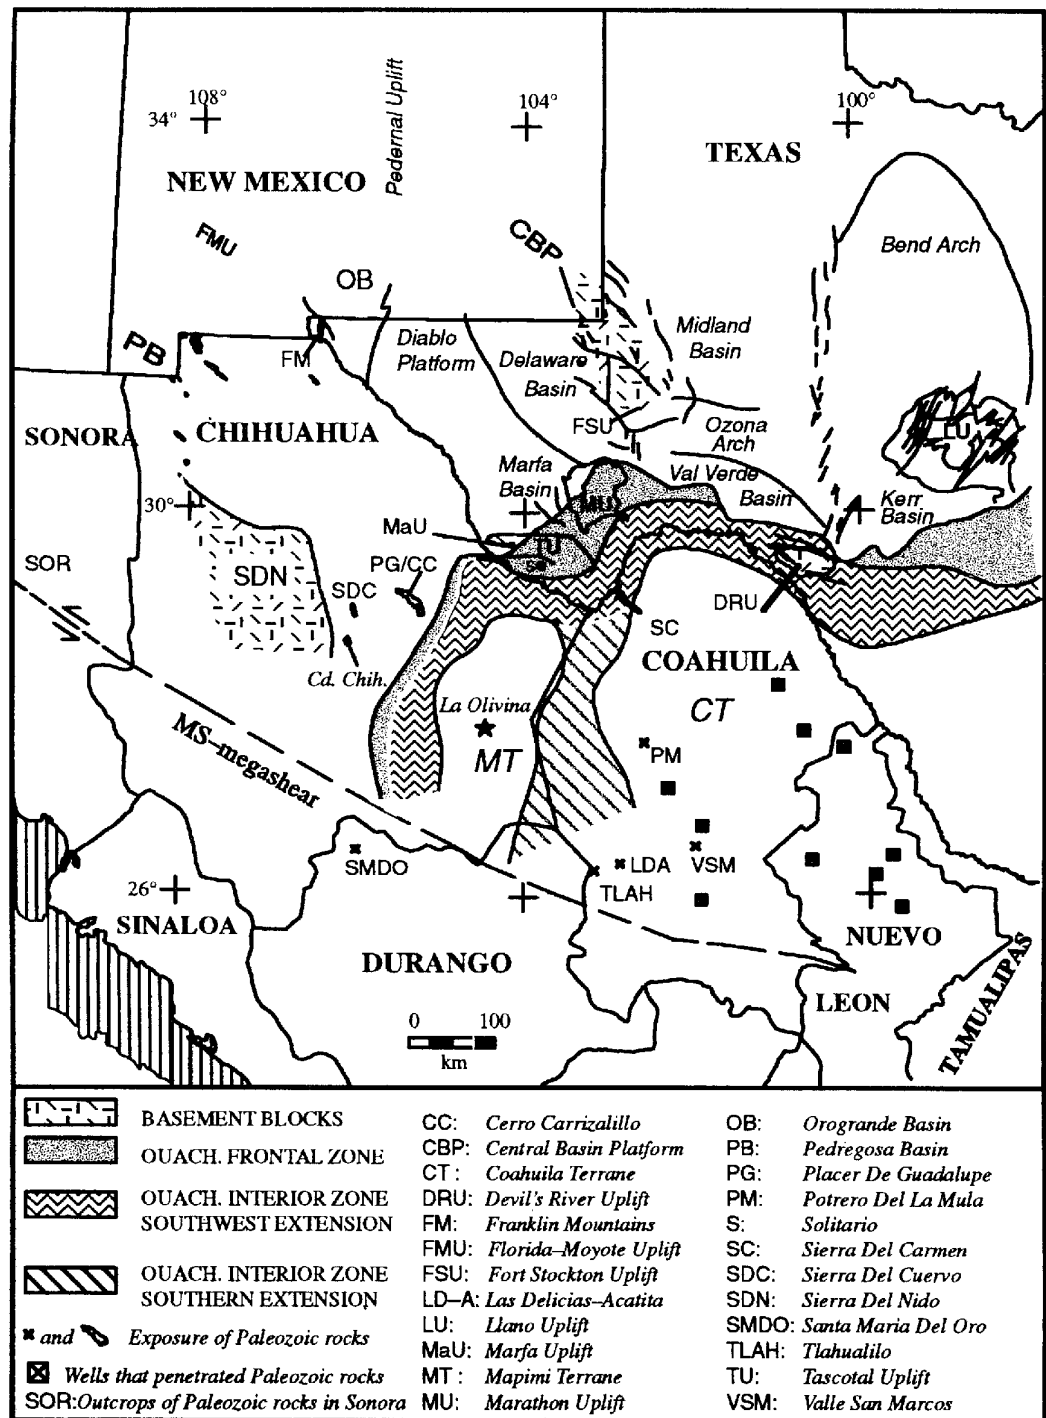 108°
104°
100°
34°
Pedernal Uplift
TEXAS
NEW MEXICO
FMU
CBP
Bend Arch
OB
PB
FM
Diablo
Platform
Delaware
Basin
Midland
Basin
FSU
Ozona
Arch
LU
SONORA
CHIHUAHUA
Marfa
Basin
Val Verde
Basin
Kerr
Basin
30°
MU
MaU
TU
S
SOR
SDN
PG/CC
SDC
DRU
SC
COAHUILA
Cd. Chih.
La Olivina
CT
MT
PM
MS–megashear
SMDO
LDA
VSM
TLAH
26°
SINALOA
DURANGO
NUEVO
LEON
TAMUALIPAS
0 100
km
BASEMENT BLOCKS
OUACH. FRONTAL ZONE
OUACH. INTERIOR ZONE
SOUTHWEST EXTENSION
OUACH. INTERIOR ZONE
SOUTHERN EXTENSION
and Exposure of Paleozoic rocks
Wells that penetrated Paleozoic rocks
SOR: Outcrops of Paleozoic rocks in Sonora
CC: Cerro Carrizalillo
CBP: Central Basin Platform
CT: Coahuila Terrane
DRU: Devil's River Uplift
FM: Franklin Mountains
FMU: Florida–Moyote Uplift
FSU: Fort Stockton Uplift
LD–A: Las Delicias–Acatita
LU: Llano Uplift
MaU: Marfa Uplift
MT: Mapimi Terrane
MU: Marathon Uplift
OB: Orogrande Basin
PB: Pedregosa Basin
PG: Placer De Guadalupe
PM: Potrero Del La Mula
S: Solitario
SC: Sierra Del Carmen
SDC: Sierra Del Cuervo
SDN: Sierra Del Nido
SMDO: Santa Maria Del Oro
TLAH: Tlahualilo
TU: Tascotal Uplift
VSM: Valle San Marcos